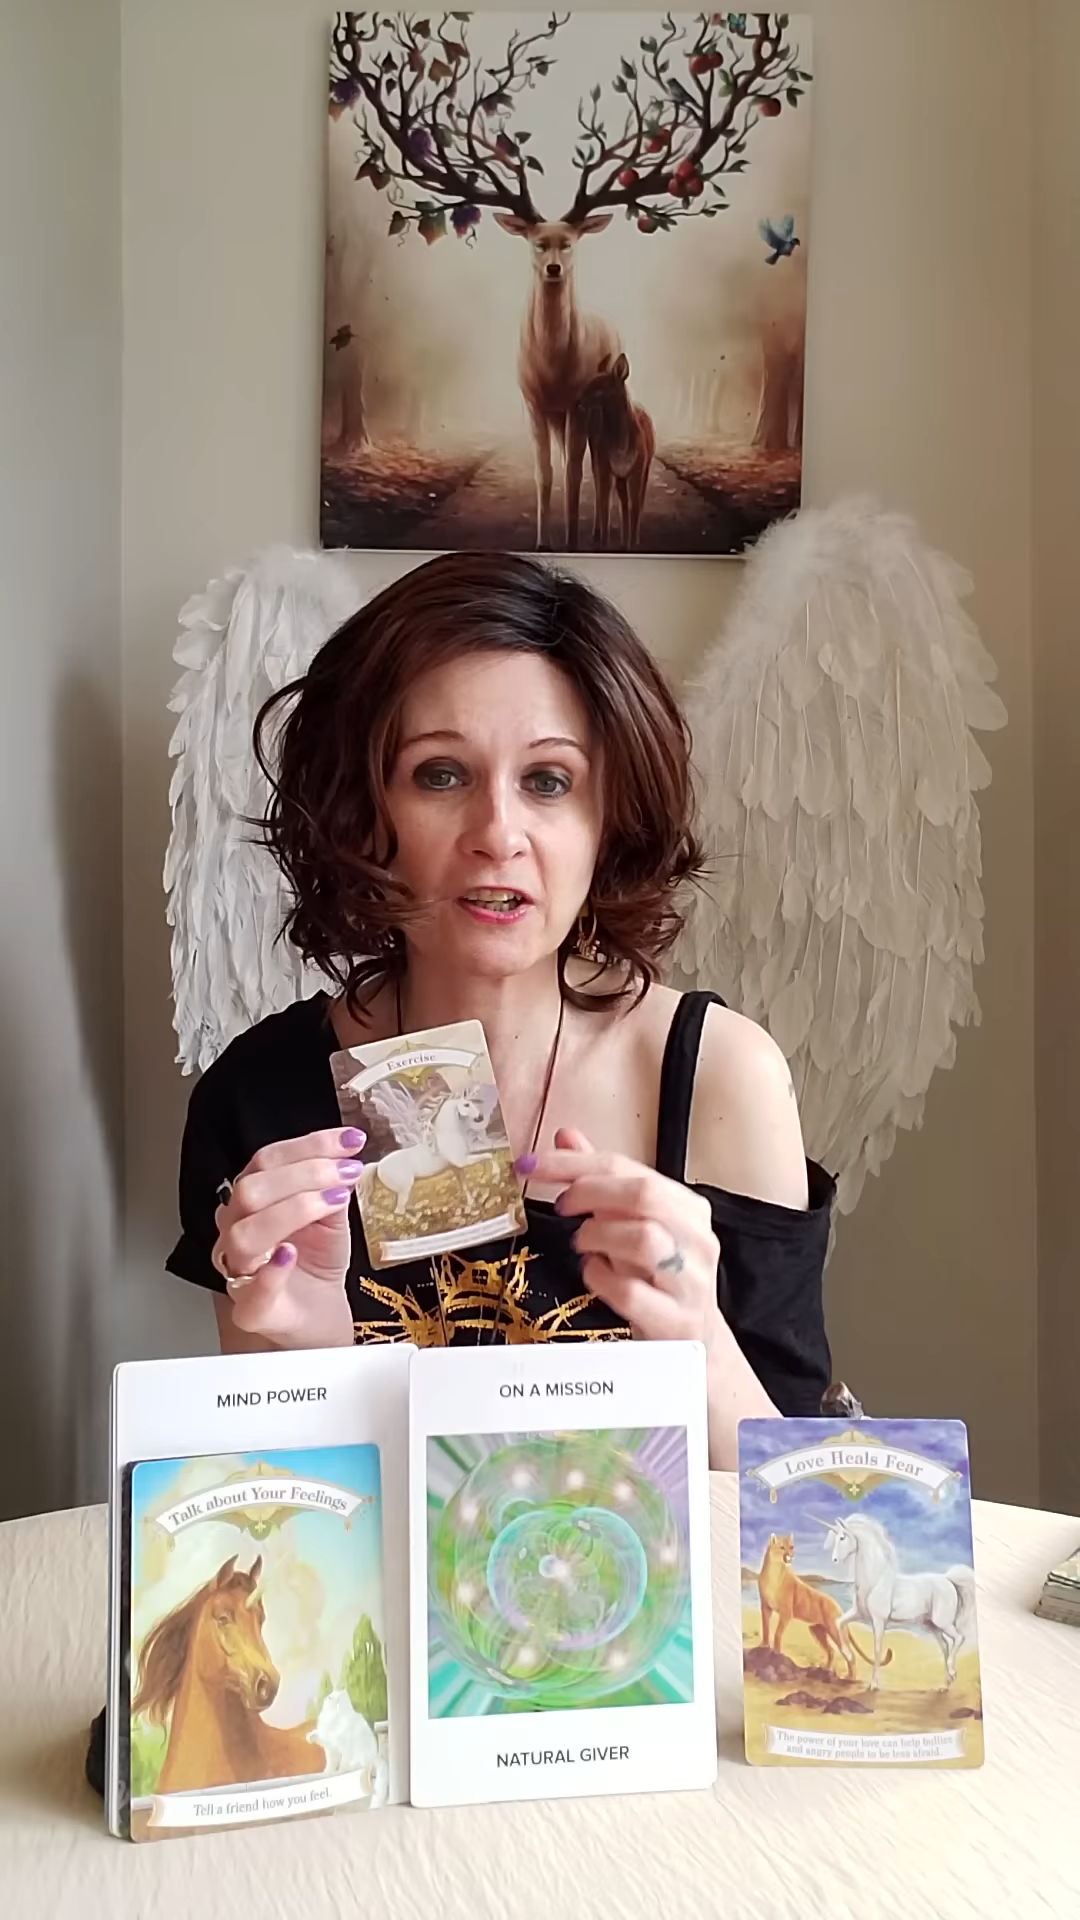 Exercise
MIND POWER
ON A MISSION
Talk about Your Feelings
Love Heals Fear
Tell a friend how you feel.
NATURAL GIVER
The power of your love can help bullies
and angry people to be less afraid.